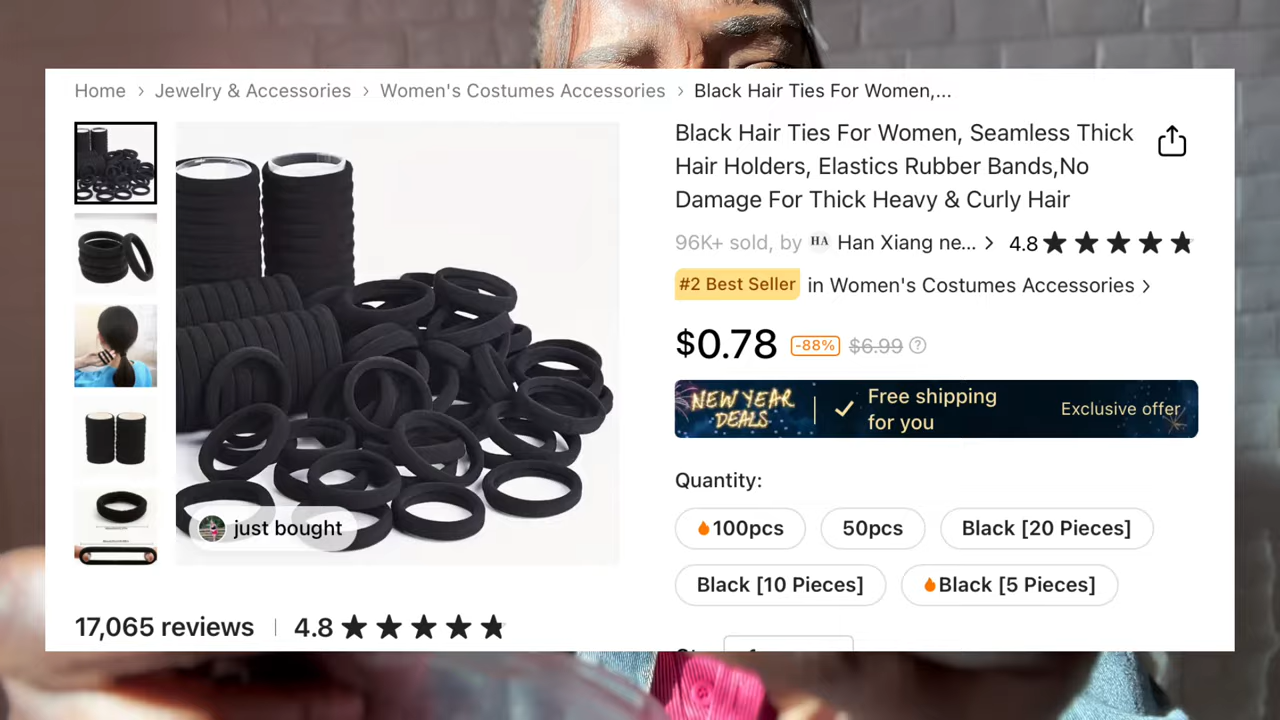 Home > Jewelry & Accessories > Women's Costumes Accessories > Black Hair Ties For Women,...
Black Hair Ties For Women, Seamless Thick
Hair Holders, Elastics Rubber Bands,No
Damage For Thick Heavy & Curly Hair
96K+ sold, by HA Han Xiang ne... > 4.8
#2 Best Seller in Women's Costumes Accessories >
$0.78 -88% $6.99 ?
NEW YEAR
DEALS
Free shipping
for you
Exclusive offer
Quantity:
100pcs 50pcs Black [20 Pieces]
Black [10 Pieces] Black [5 Pieces]
just bought
17,065 reviews | 4.8